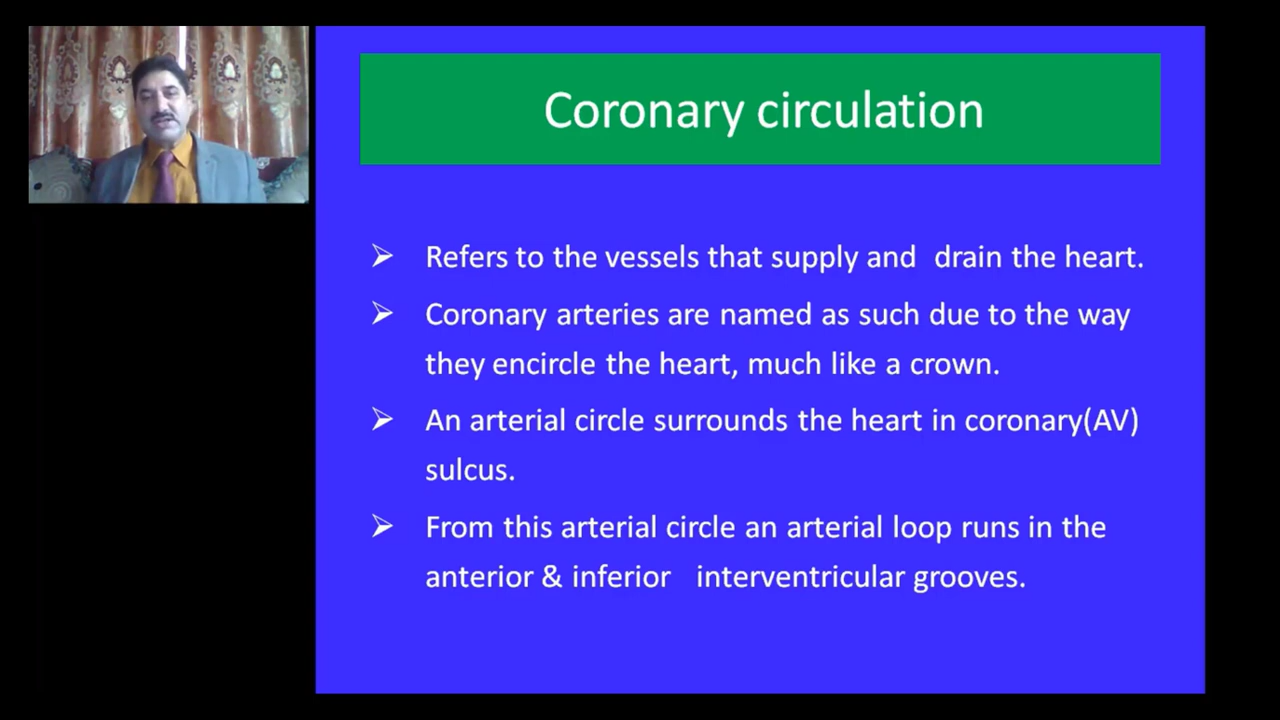 Coronary circulation
➢ Refers to the vessels that supply and drain the heart.
➢ Coronary arteries are named as such due to the way
they encircle the heart, much like a crown.
➢ An arterial circle surrounds the heart in coronary(AV)
sulcus.
➢ From this arterial circle an arterial loop runs in the
anterior & inferior interventricular grooves.